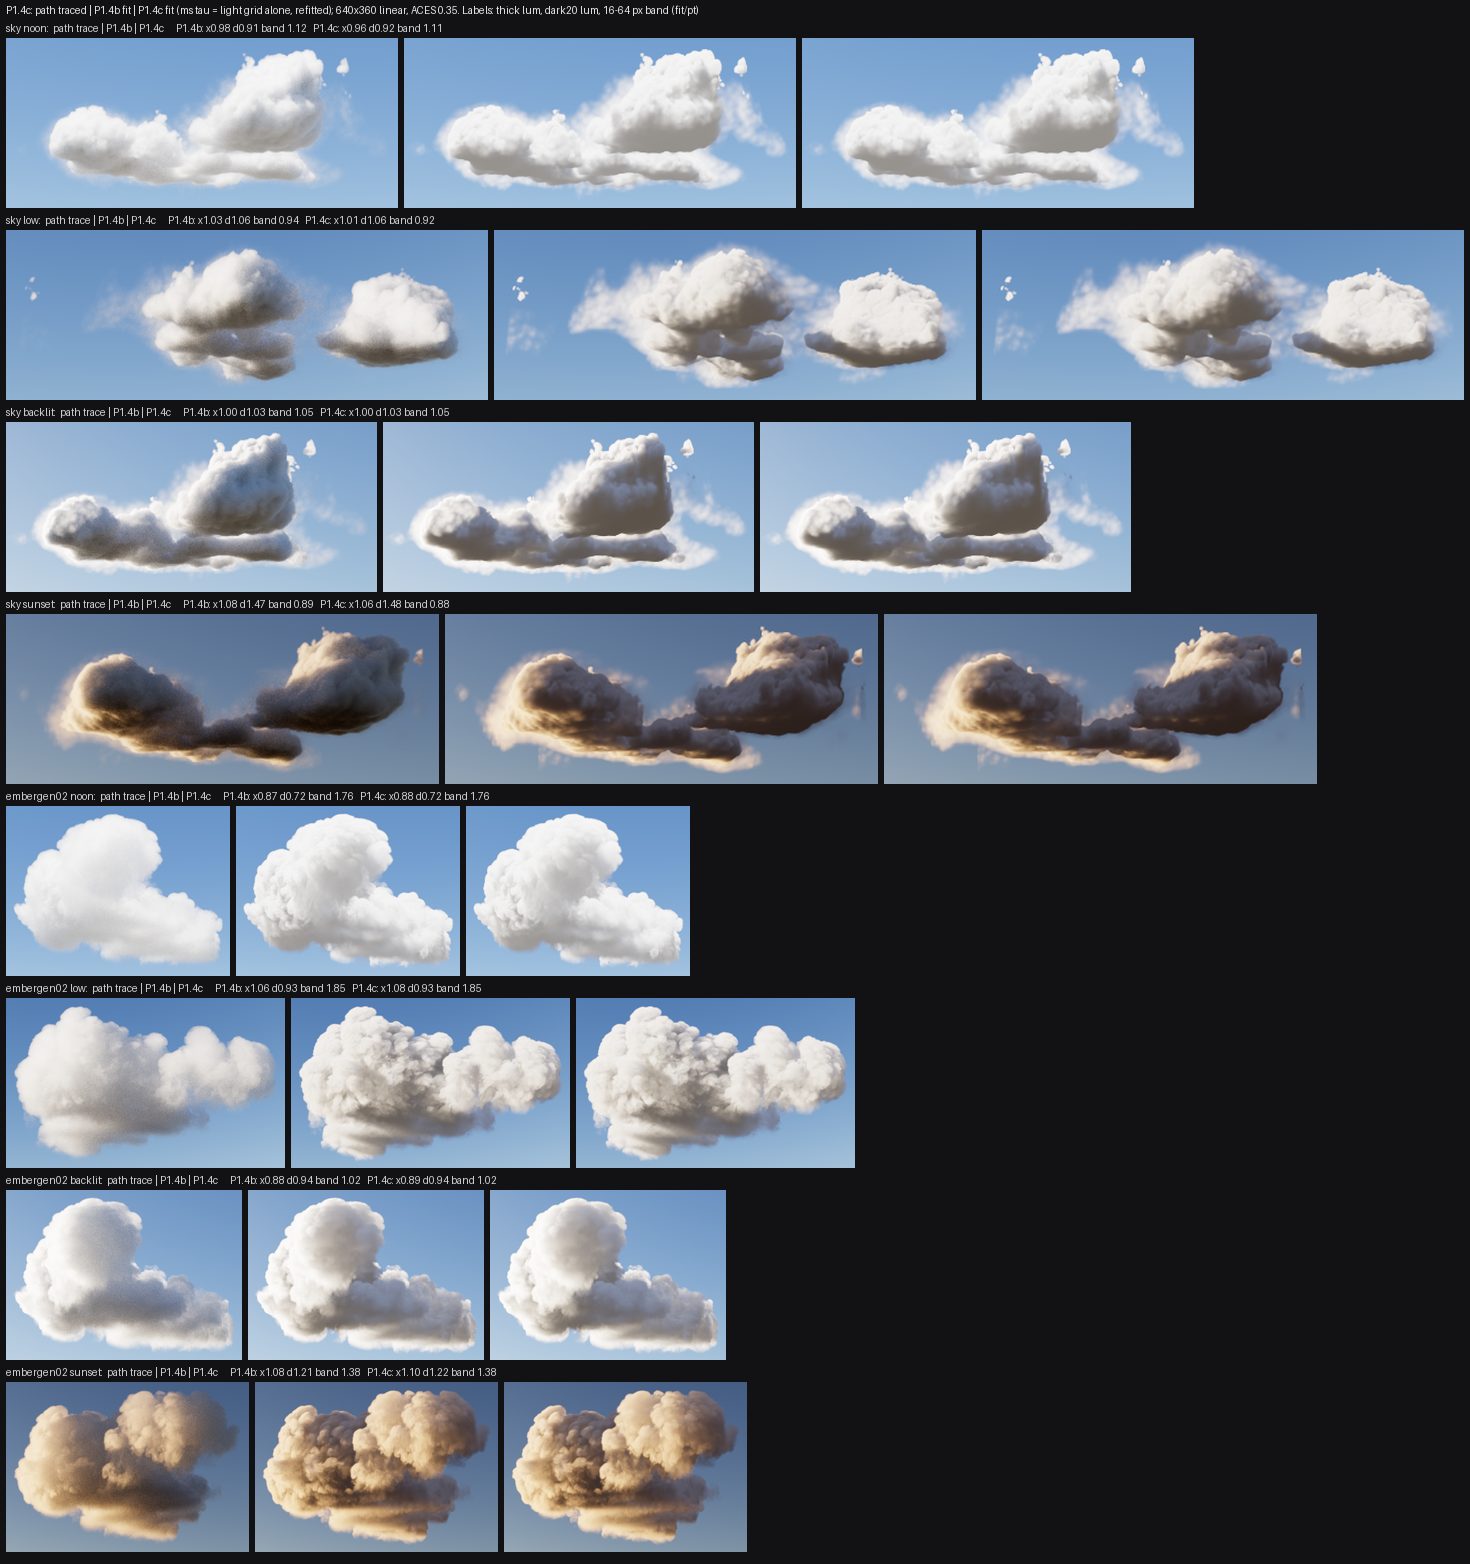 P1.4c: path traced | P1.4b fit | P1.4c fit (ms tau = light grid alone, refitted); 640x360 linear, ACES 0.35. Labels: thick lum, dark20 lum, 16-64 px band (fit/pt)
sky noon: path trace | P1.4b | P1.4c P1.4b: x0.98 d0.91 band 1.12 P1.4c: x0.96 d0.92 band 1.11
sky low: path trace | P1.4b | P1.4c P1.4b: x1.03 d1.06 band 0.94 P1.4c: x1.01 d1.06 band 0.92
sky backlit: path trace | P1.4b | P1.4c P1.4b: x1.00 d1.03 band 1.05 P1.4c: x1.00 d1.03 band 1.05
sky sunset: path trace | P1.4b | P1.4c P1.4b: x1.08 d1.47 band 0.89 P1.4c: x1.06 d1.48 band 0.88
embergen02 noon: path trace | P1.4b | P1.4c P1.4b: x0.87 d0.72 band 1.76 P1.4c: x0.88 d0.72 band 1.76
embergen02 low: path trace | P1.4b | P1.4c P1.4b: x1.06 d0.93 band 1.85 P1.4c: x1.08 d0.93 band 1.85
embergen02 backlit: path trace | P1.4b | P1.4c P1.4b: x0.88 d0.94 band 1.02 P1.4c: x0.89 d0.94 band 1.02
embergen02 sunset: path trace | P1.4b | P1.4c P1.4b: x1.08 d1.21 band 1.38 P1.4c: x1.10 d1.22 band 1.38